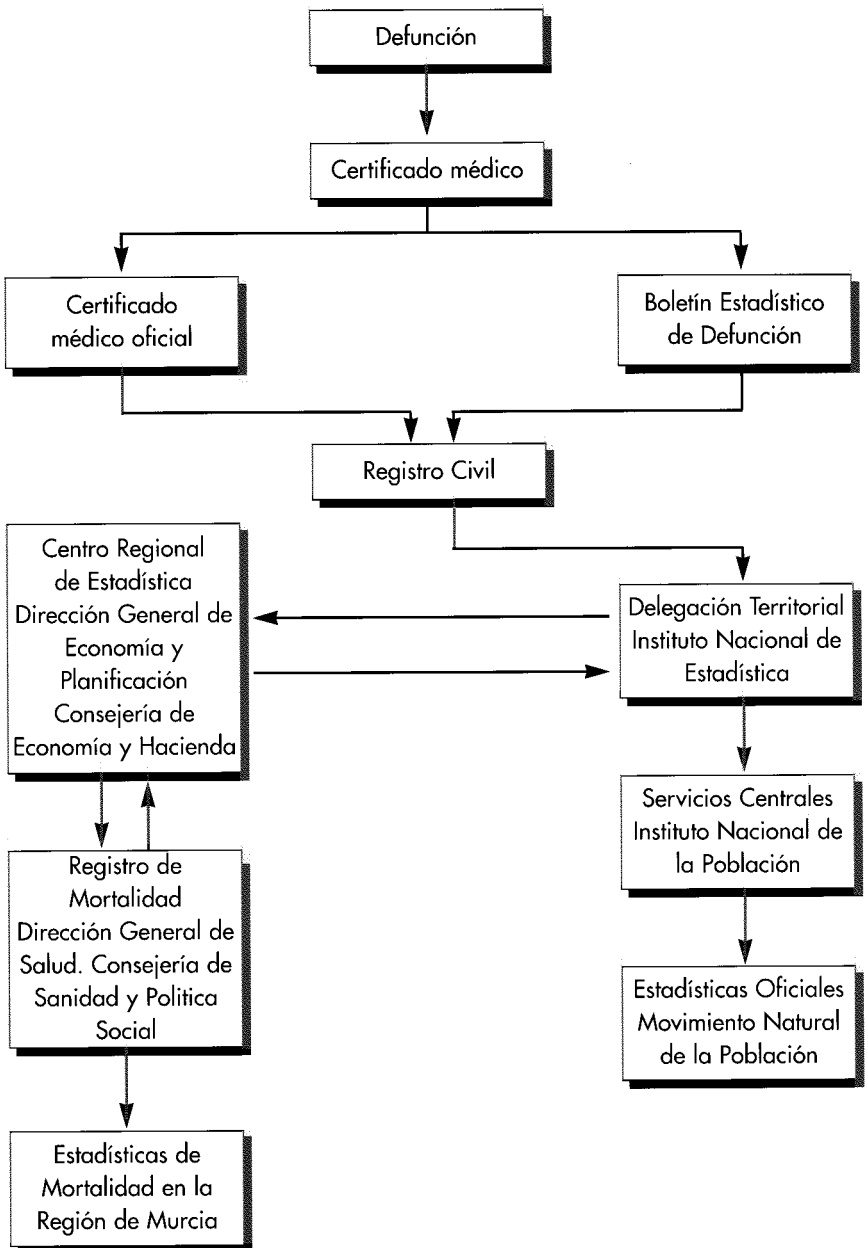 Defunción
Certificado médico
Certificado
médico oficial
Boletín Estadístico
de Defunción
Registro Civil
Centro Regional
de Estadística
Dirección General de
Economía y
Planificación
Consejería de
Economía y Hacienda
Delegación Territorial
Instituto Nacional de
Estadística
Servicios Centrales
Instituto Nacional de
la Población
Registro de
Mortalidad
Dirección General de
Salud. Consejería de
Sanidad y Politica
Social
Estadísticas Oficiales
Movimiento Natural
de la Población
Estadísticas de
Mortalidad en la
Región de Murcia